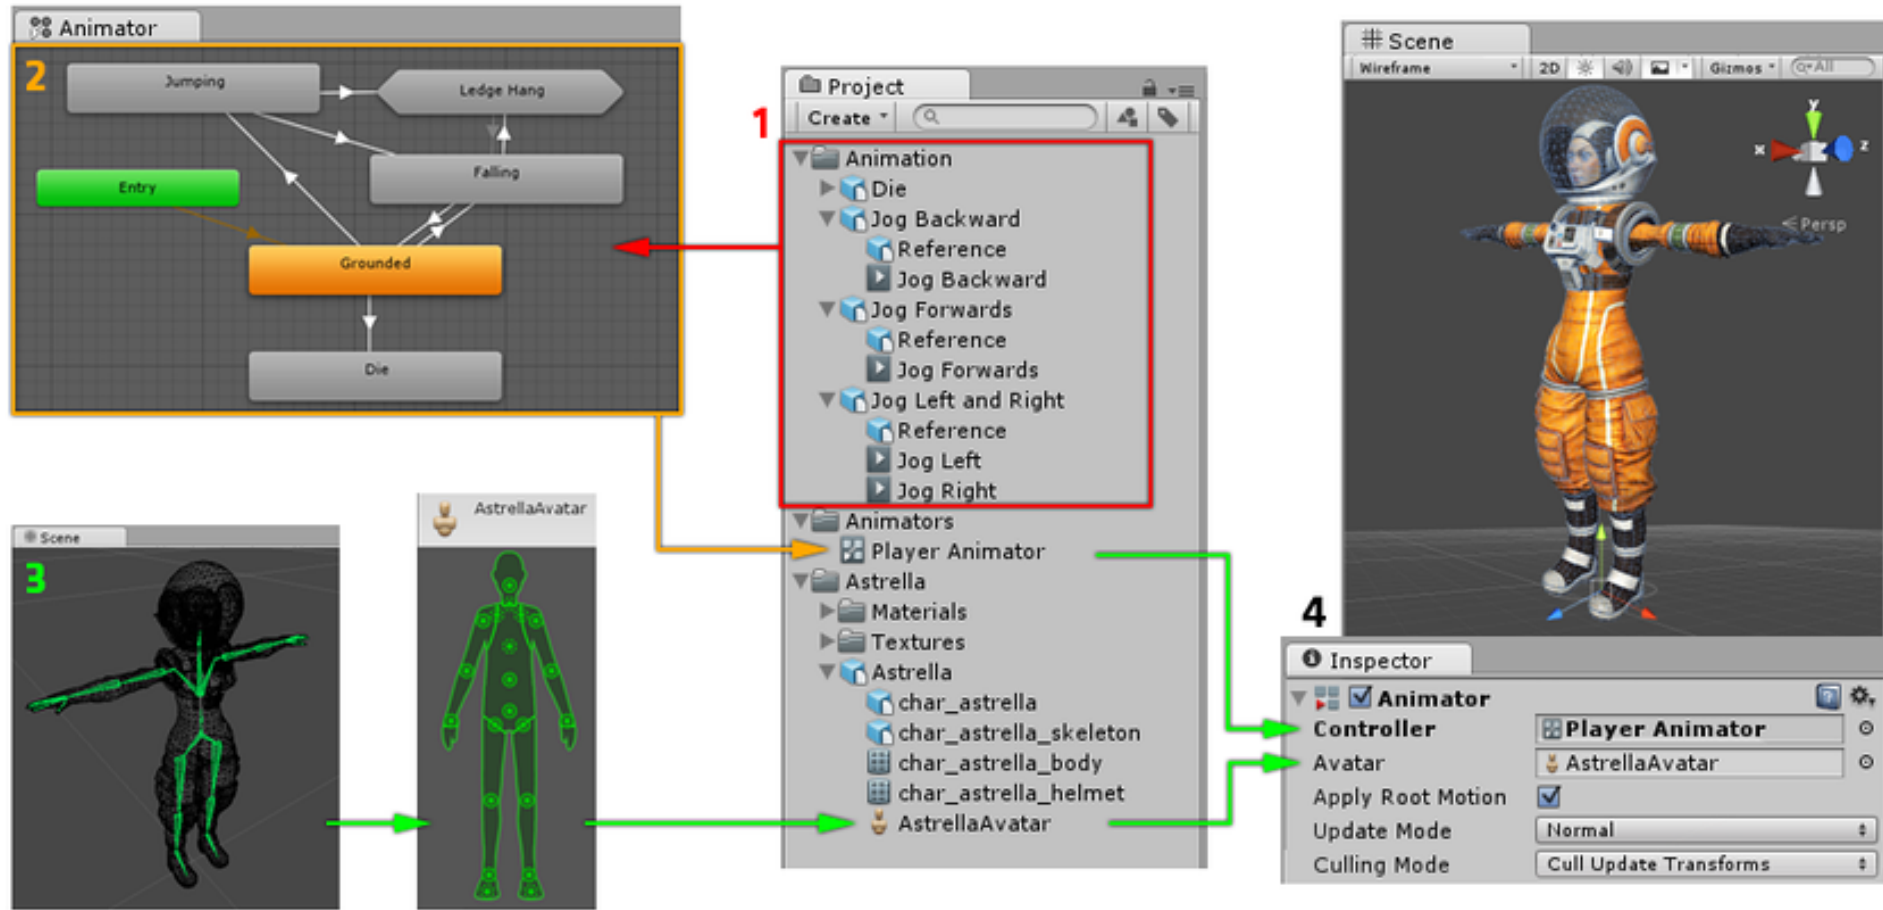 Animator
2
Jumping
Ledge Hang
Falling
Entry
Grounded
Die
1
Project
Create
Animation
Die
Jog Backward
Reference
Jog Backward
Jog Forwards
Reference
Jog Forwards
Jog Left and Right
Reference
Jog Left
Jog Right
Animators
Player Animator
Astrella
Materials
Textures
Astrella
char_astrella
char_astrella_skeleton
char_astrella_body
char_astrella_helmet
AstrellaAvatar
Scene
3
AstrellaAvatar
Scene
Wireframe 2D Gizmos All
y
x z
Persp
4
Inspector
Animator
Controller Player Animator
Avatar AstrellaAvatar
Apply Root Motion
Update Mode Normal
Culling Mode Cull Update Transforms